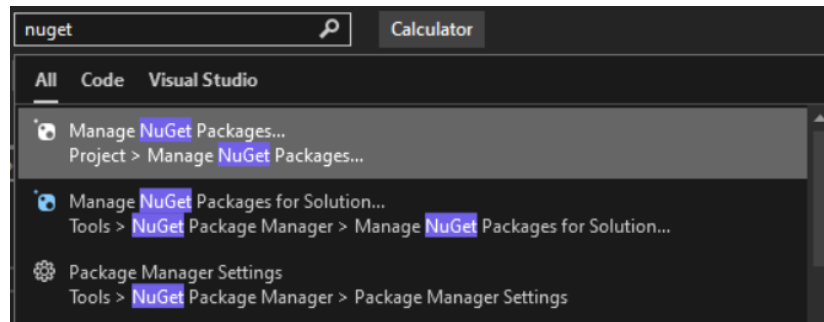 nuget
Calculator
All Code Visual Studio
Manage NuGet Packages...
Project > Manage NuGet Packages...
Manage NuGet Packages for Solution...
Tools > NuGet Package Manager > Manage NuGet Packages for Solution...
Package Manager Settings
Tools > NuGet Package Manager > Package Manager Settings